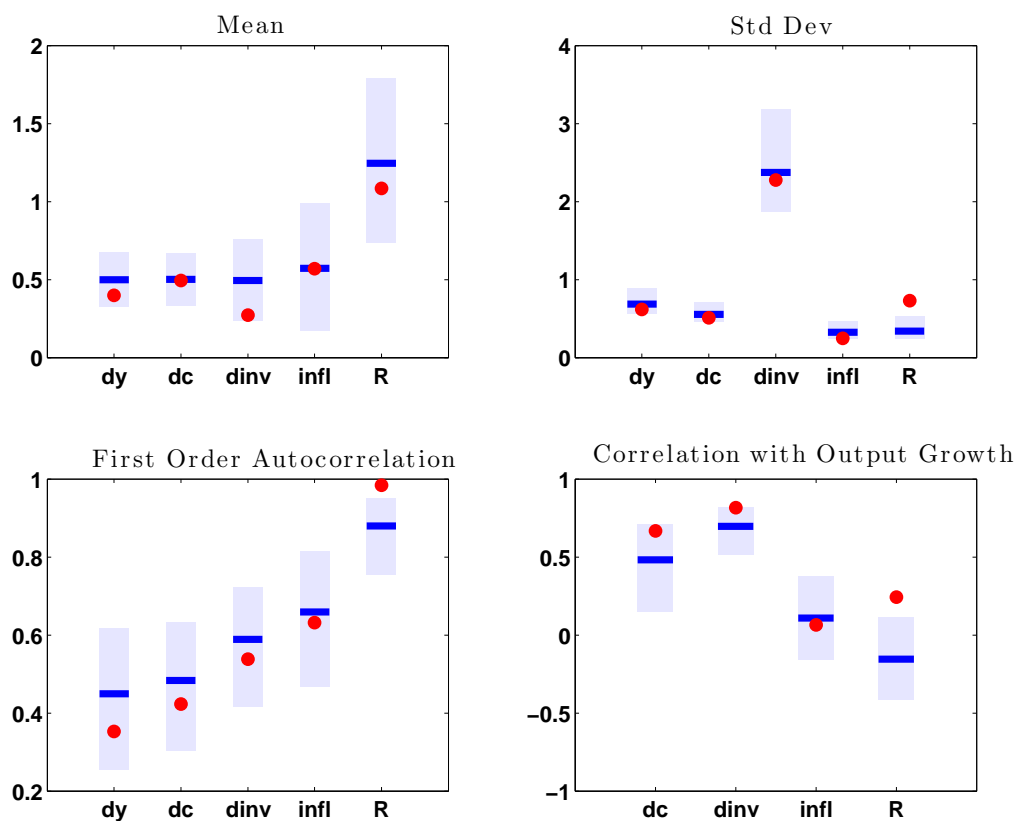 Mean
2
1.5
1
0.5
0
dy dc dinv infl R
Std Dev
4
3
2
1
0
dy dc dinv infl R
First Order Autocorrelation
1
0.8
0.6
0.4
0.2
dy dc dinv infl R
Correlation with Output Growth
1
0.5
0
−0.5
−1
dc dinv infl R